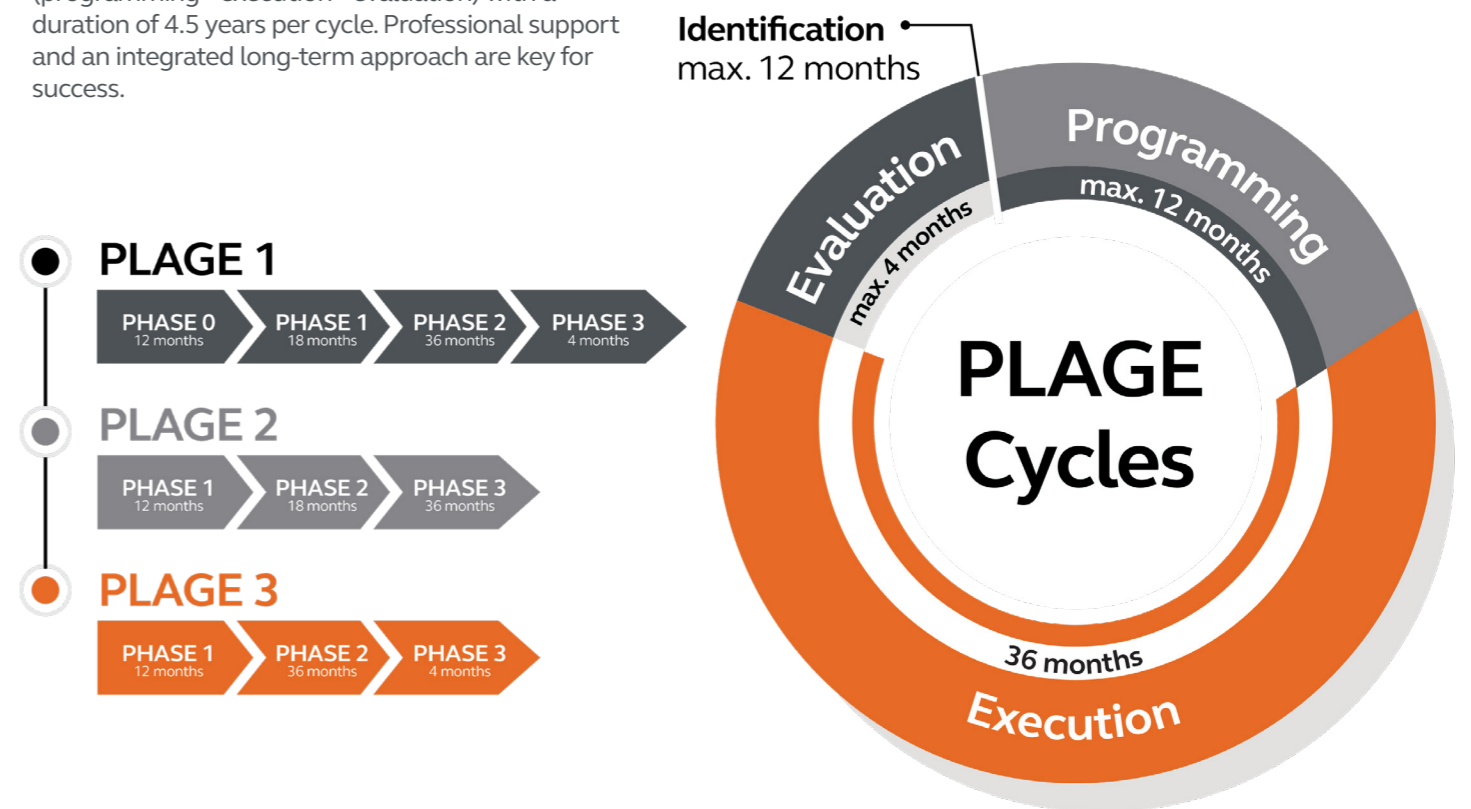 (programming - execution - evaluation) with a
duration of 4.5 years per cycle. Professional support
and an integrated long-term approach are key for
success.
Identification
max. 12 months
PLAGE 1
PHASE 0
12 months
PHASE 1
18 months
PHASE 2
36 months
PHASE 3
4 months
PLAGE 2
PHASE 1
12 months
PHASE 2
18 months
PHASE 3
36 months
PLAGE 3
PHASE 1
12 months
PHASE 2
36 months
PHASE 3
4 months
Evaluation
max. 4 months
Programming
max. 12 months
PLAGE
Cycles
36 months
Execution